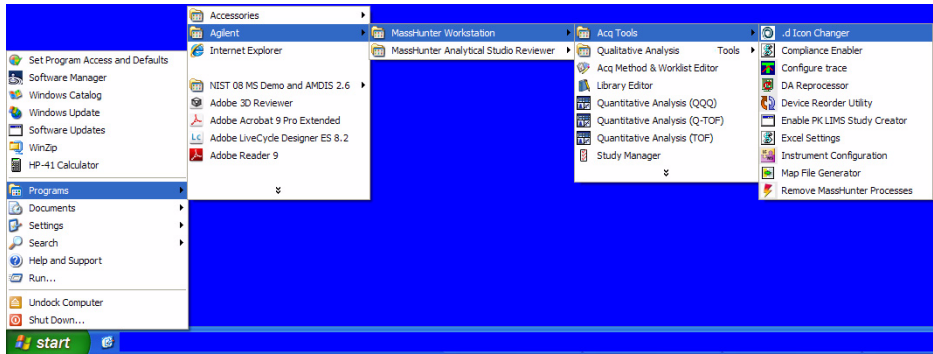 Set Program Access and Defaults
Software Manager
Windows Catalog
Windows Update
Software Updates
WinZip
HP-41 Calculator
Programs
Documents
Settings
Search
Help and Support
Run...
Undock Computer
Shut Down...
start
Accessories
Agilent
Internet Explorer
NIST 08 MS Demo and AMDIS 2.6
Adobe 3D Reviewer
Adobe Acrobat 9 Pro Extended
Adobe LiveCycle Designer ES 8.2
Adobe Reader 9
MassHunter Workstation
MassHunter Analytical Studio Reviewer
Acq Tools
Qualitative Analysis Tools
Acq Method & Worklist Editor
Library Editor
Quantitative Analysis (QQQ)
Quantitative Analysis (Q-TOF)
Quantitative Analysis (TOF)
Study Manager
.d Icon Changer
Compliance Enabler
Configure trace
DA Reprocessor
Device Reorder Utility
Enable PK LIMS Study Creator
Excel Settings
Instrument Configuration
Map File Generator
Remove MassHunter Processes